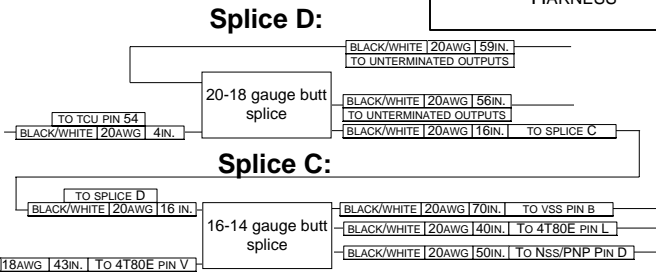 HARNESS
Splice D:
BLACK/WHITE 20AWG 59IN.
TO UNTERMINATED OUTPUTS
20-18 gauge butt
splice
BLACK/WHITE 20AWG 56IN.
TO UNTERMINATED OUTPUTS
TO TCU PIN 54
BLACK/WHITE 20AWG 4IN.
BLACK/WHITE 20AWG 16IN. TO SPLICE C
Splice C:
TO SPLICE D
BLACK/WHITE 20AWG 16 IN.
16-14 gauge butt
splice
BLACK/WHITE 20AWG 70IN. TO VSS PIN B
BLACK/WHITE 20AWG 40IN. TO 4T80E PIN L
BLACK/WHITE 20AWG 50IN. TO NSS/PNP PIN D
18AWG 43IN. TO 4T80E PIN V